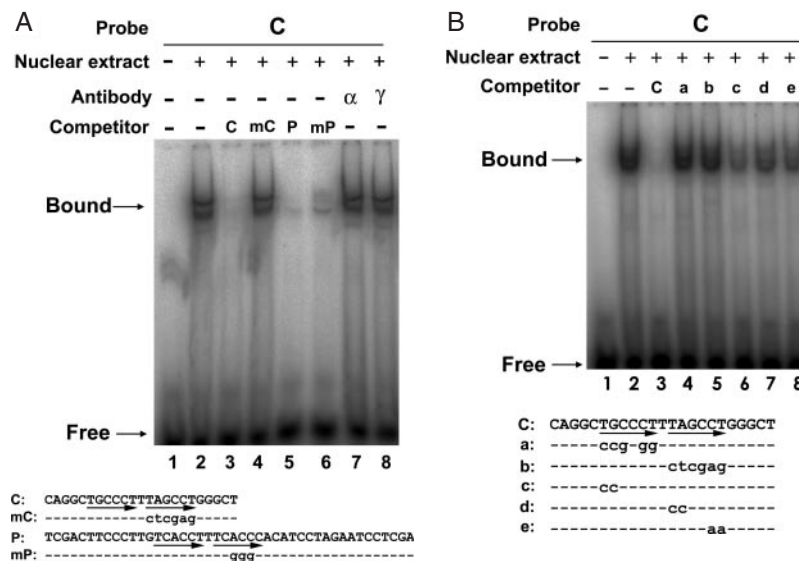 A
Probe C
Nuclear extract - + + + + + + +
Antibody - - - - - - α γ
Competitor - - C mC P mP - -
Bound
Free
1 2 3 4 5 6 7 8
C: CAGGCTGCCCTTTAGCCTGGGCT
mC: ------------ctcgag-----
P: TCGACTTCCCTTGTCACCTTTCACCCACATCCTAGAATCCTCGA
mP: ----------------------ggg-------------------
B
Probe C
Nuclear extract - + + + + + + +
Competitor - - C a b c d e
Bound
Free
1 2 3 4 5 6 7 8
C: CAGGCTGCCCTTTAGCCTGGGCT
a: -----ccg-gg------------
b: ------------ctcgag-----
c: -----cc----------------
d: ------------cc---------
e: ----------------aa-----